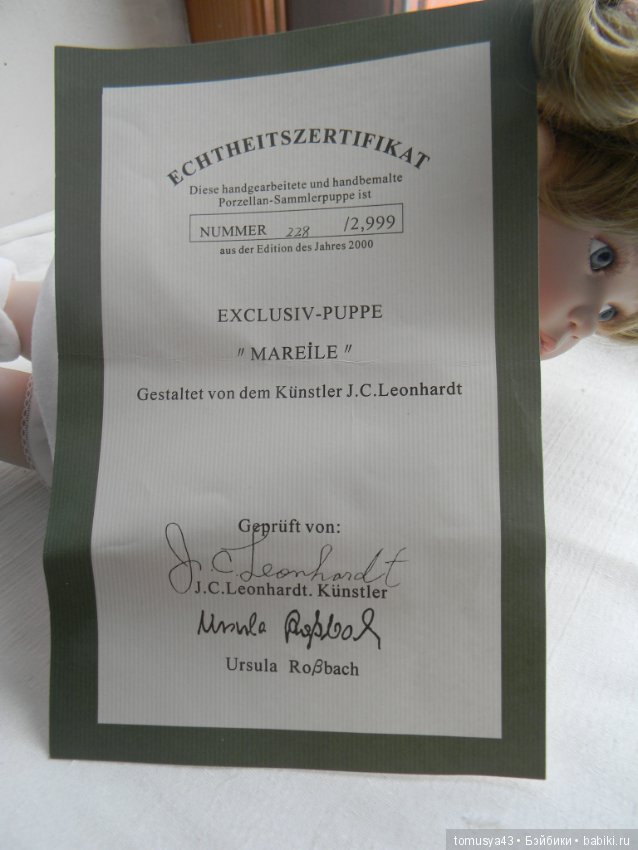 ECHTHEITSZERTIFIKAT
Diese handgearbeitete und handbemalte
Porzellan-Sammlerpuppe ist
NUMMER 228 /2,999
aus der Edition des Jahres 2000
EXCLUSIV-PUPPE
"MAREİLE"
Gestaltet von dem Künstler J.C.Leonhardt
Geprüft von:
J.C.Leonhardt
J.C.Leonhardt. Künstler
Ursula Roßbach
Ursula Roβbach
tomusya43 • Бэйбики • babiki.ru